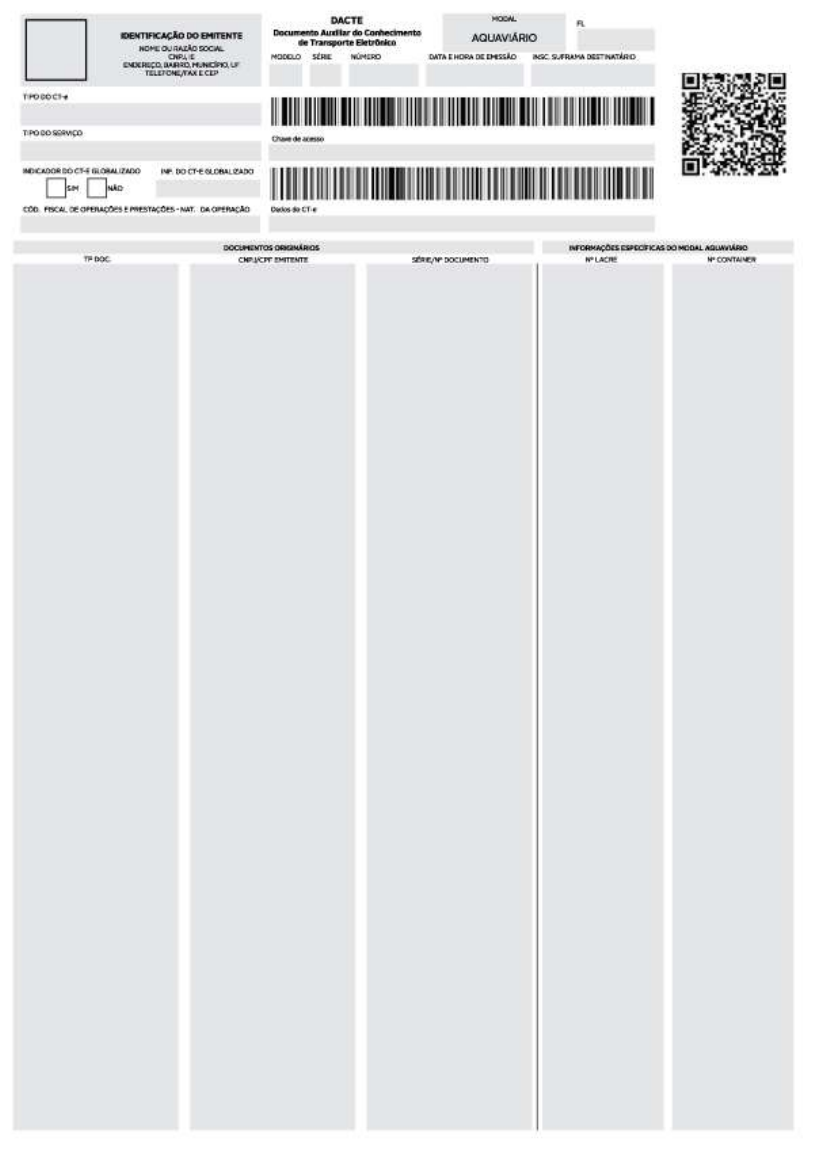 IDENTIFICAÇÃO DO EMITENTE
NOME OU RAZÃO SOCIAL
CNPJ, IE
ENDEREÇO, BAIRRO, MUNICÍPIO, UF
TELEFONE/FAX E CEP
DACTE
Documento Auxiliar do Conhecimento
de Transporte Eletrônico
MODAL
AQUAVIÁRIO
FL
MODELO SÉRIE NÚMERO DATA E HORA DE EMISSÃO INSC. SUFRAMA DESTINATÁRIO
TIPO DO CT-e
TIPO DO SERVIÇO
Chave de acesso
INDICADOR DO CT-E GLOBALIZADO INF. DO CT-E GLOBALIZADO
SIM NÃO
CÓD. FISCAL DE OPERAÇÕES E PRESTAÇÕES - NAT. DA OPERAÇÃO
Dados do CT-e
DOCUMENTOS ORIGINÁRIOS INFORMAÇÕES ESPECÍFICAS DO MODAL AQUAVIÁRIO
TP DOC. CNPJ/CPF EMITENTE SÉRIE/Nº DOCUMENTO Nº LACRE Nº CONTAINER